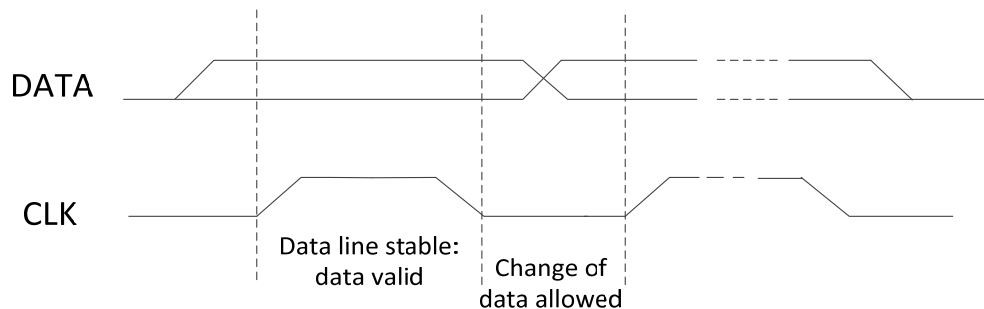 DATA
CLK
Data line stable:
data valid
Change of
data allowed